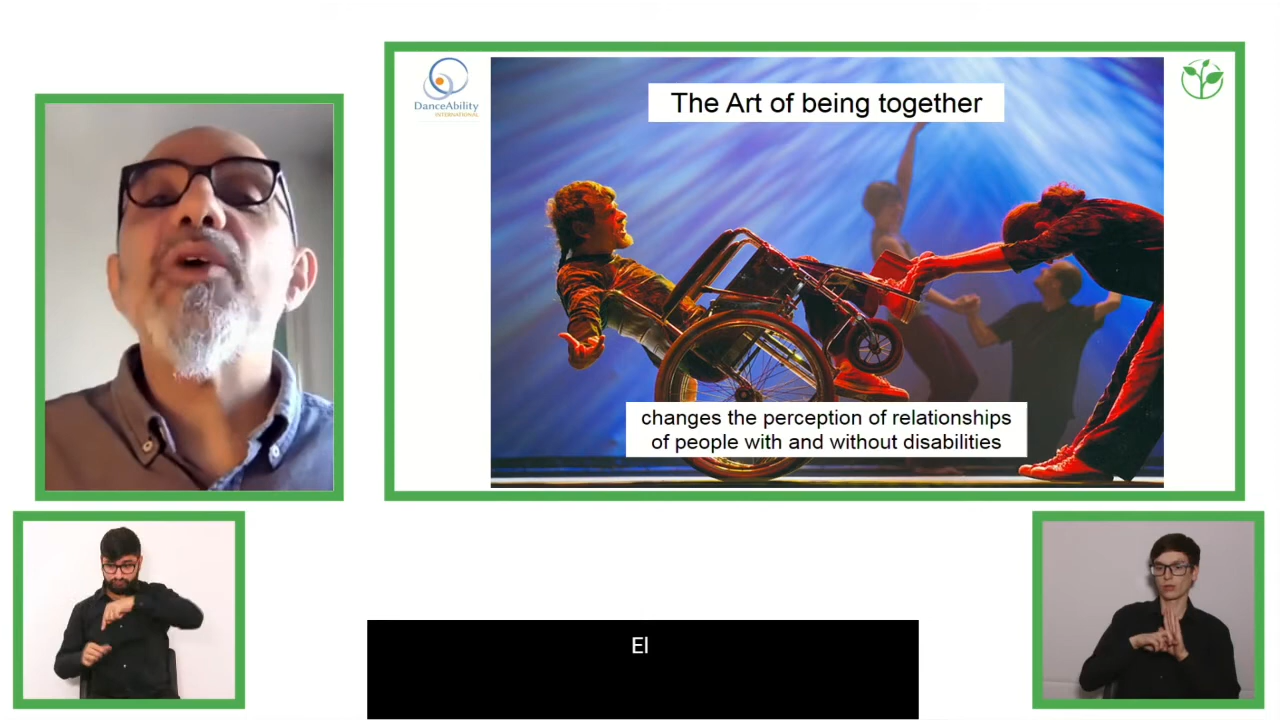 DanceAbility
INTERNATIONAL
The Art of being together
changes the perception of relationships
of people with and without disabilities
El